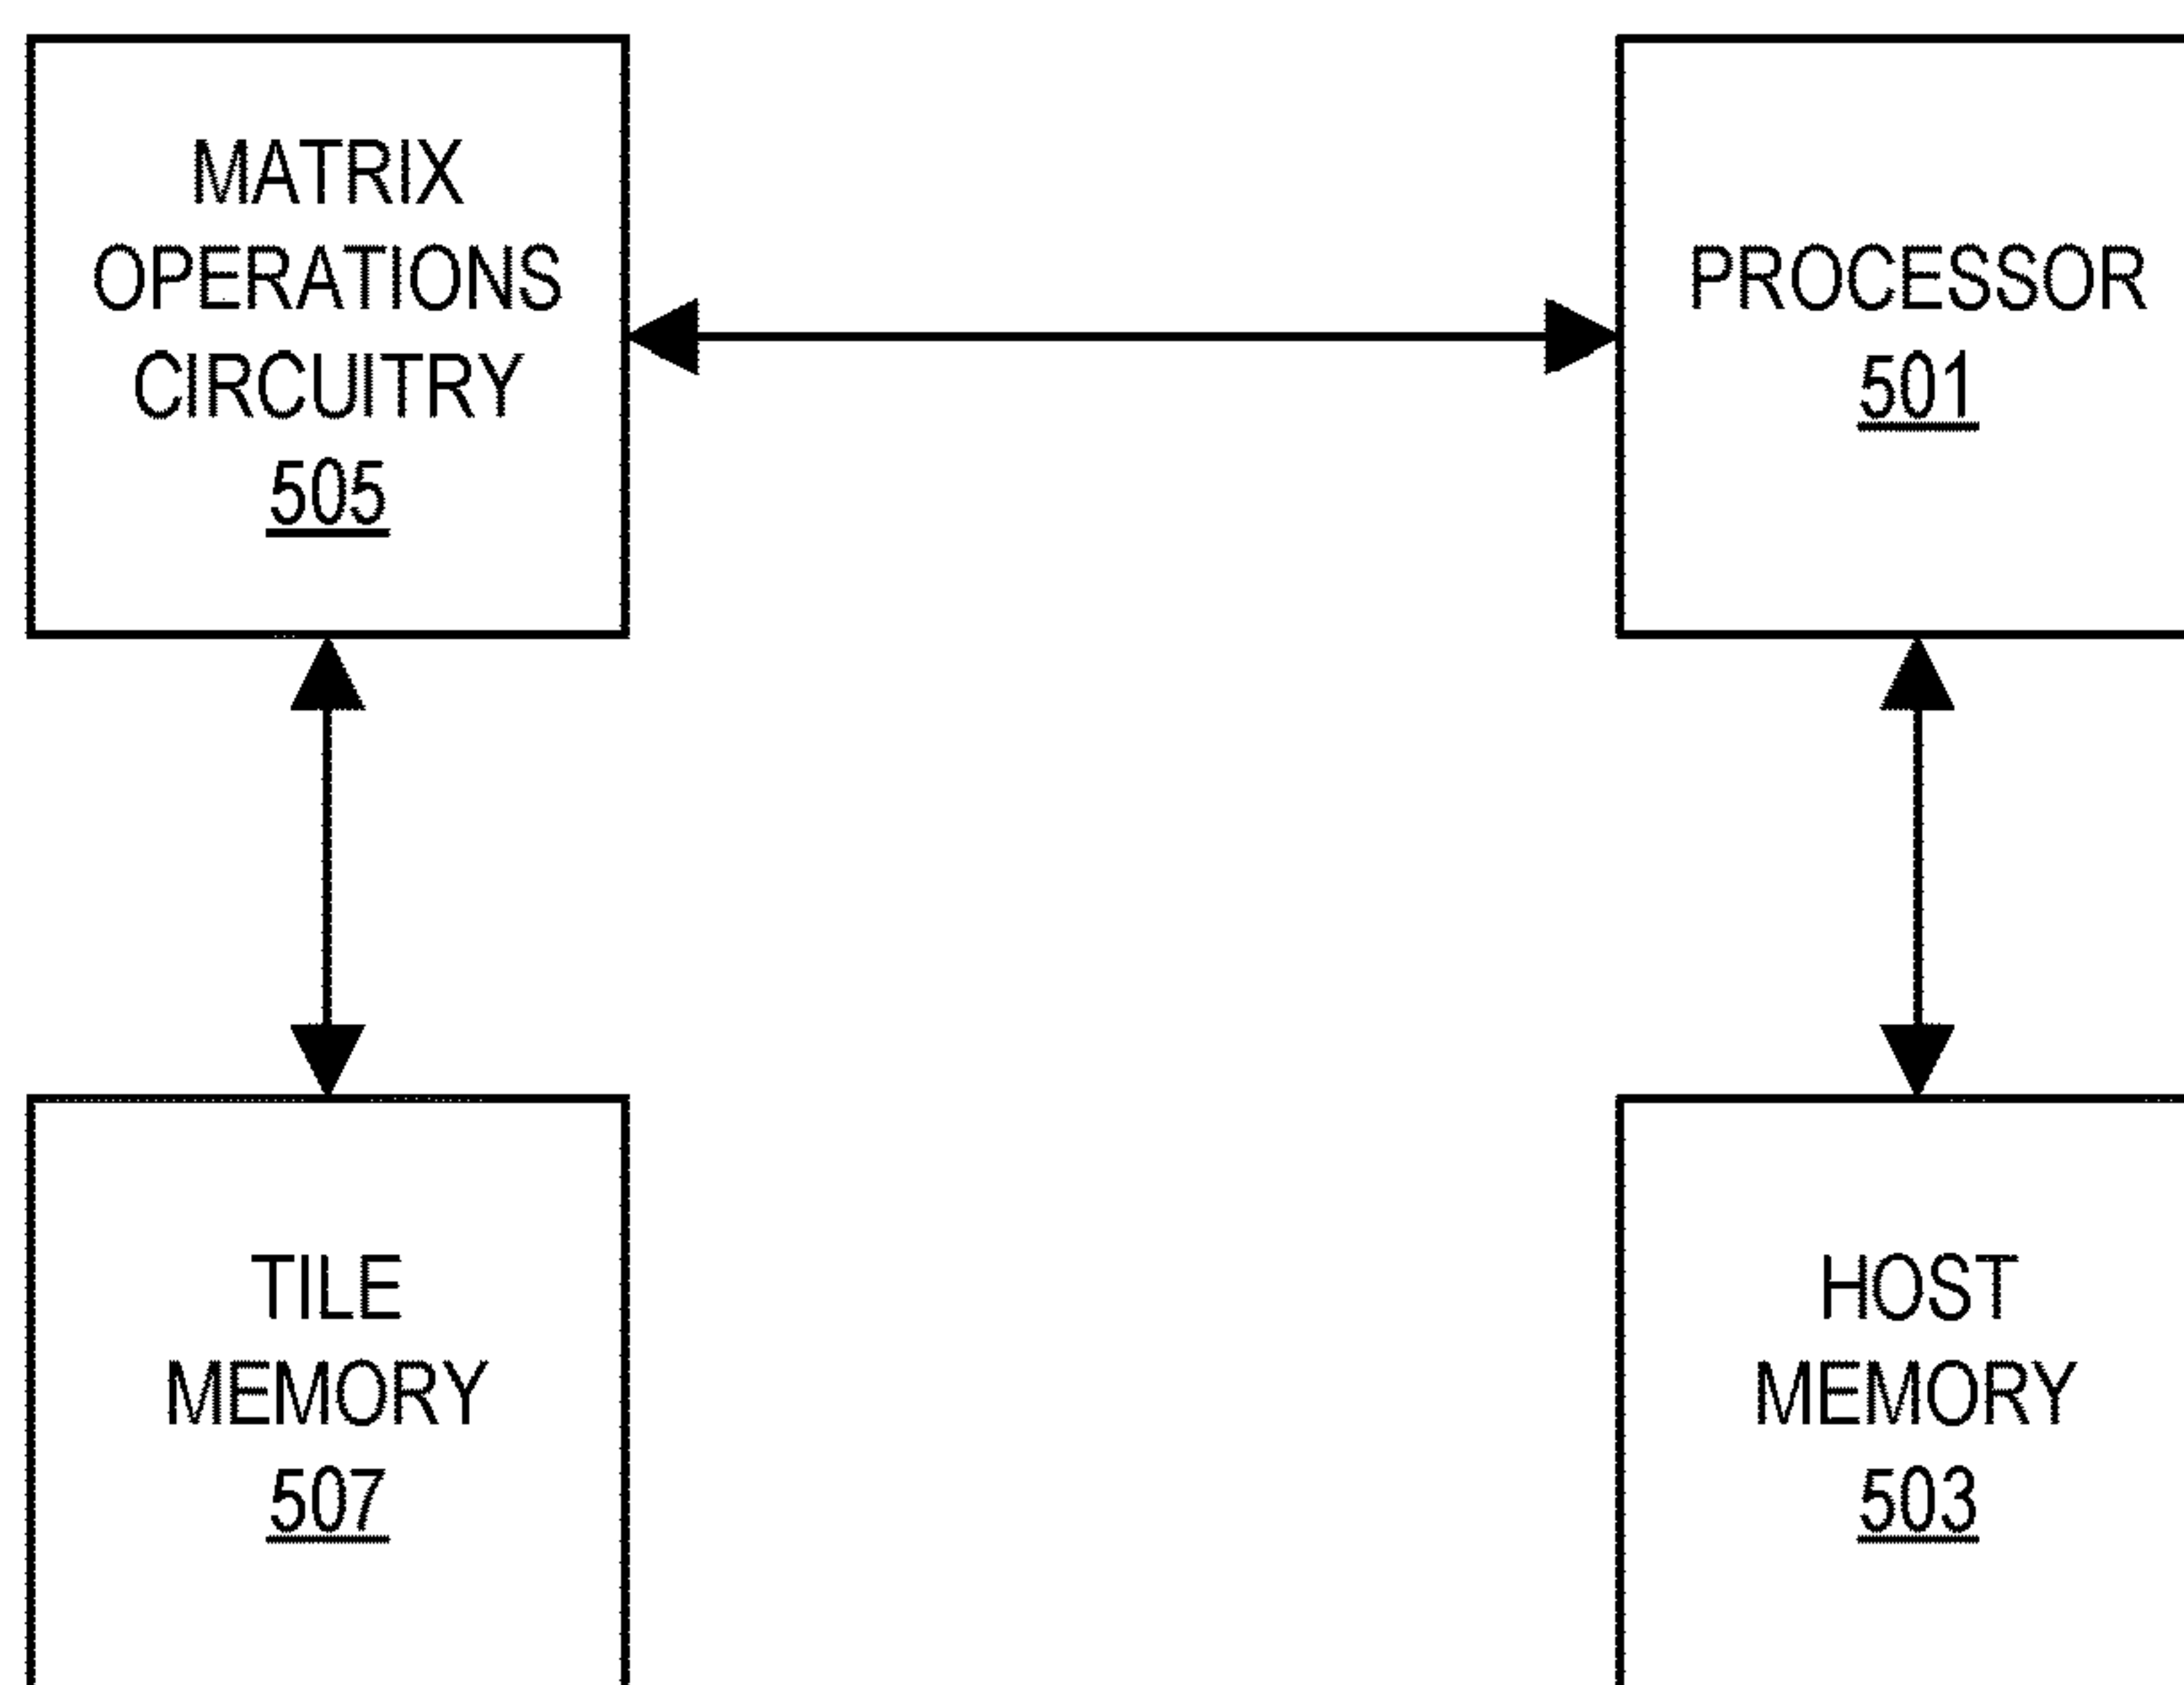 MATRIX
OPERATIONS
CIRCUITRY
505
PROCESSOR
501
TILE
MEMORY
507
HOST
MEMORY
503